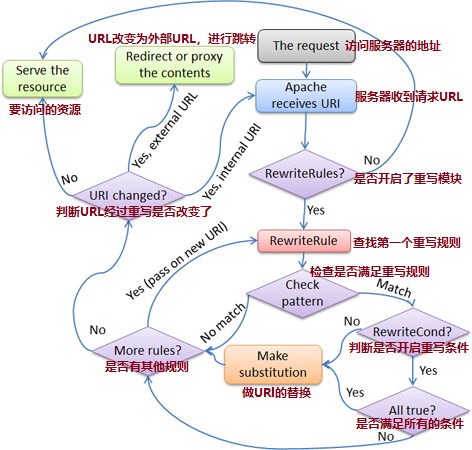 URL改变为外部URL，进行跳转
Redirect or proxy
the contents
The request
访问服务器的地址
Serve the
resource
要访问的资源
Apache
receives URI
服务器收到请求URL
Yes, external URL
Yes, internal URI
No
No
RewriteRules?
是否开启了重写模块
URI changed?
判断URL经过重写是否改变了
Yes
RewriteRule
查找第一个重写规则
Yes (pass on new URI)
检查是否满足重写规则
Check
pattern
Match
No match
No
No
RewriteCond?
判断是否开启重写条件
More rules?
是否有其他规则
Make
substitution
做URI的替换
Yes
Yes
All true?
是否满足所有的条件
No